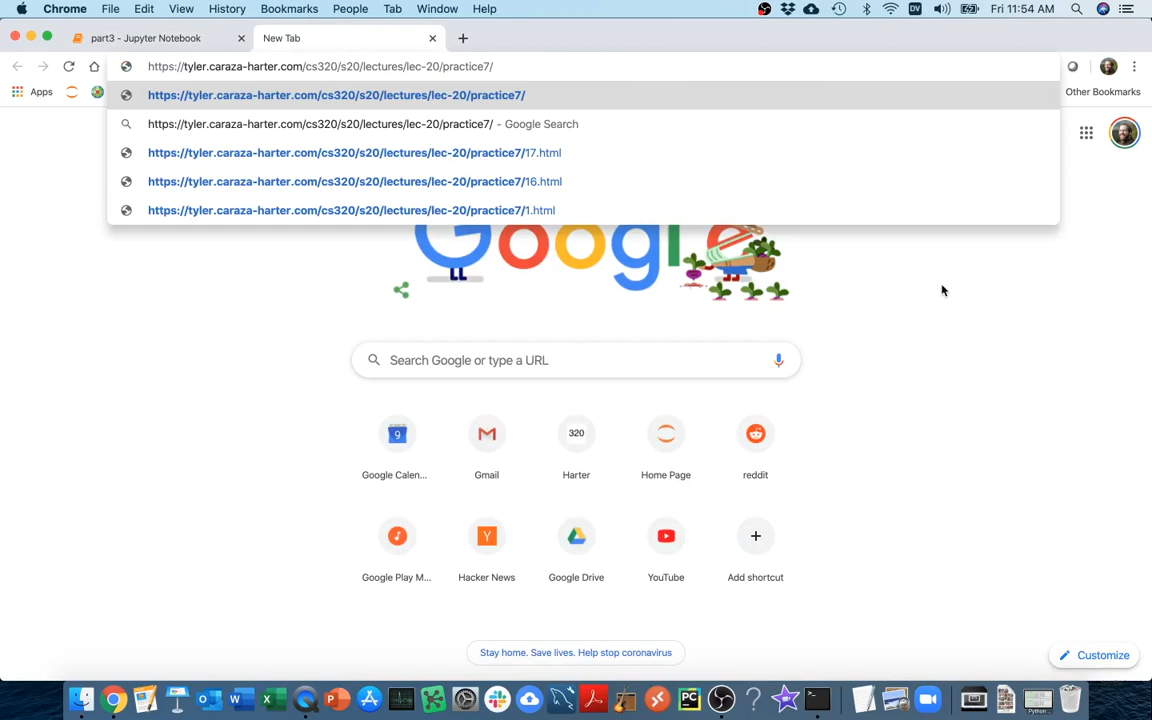 Chrome File Edit View History Bookmarks People Tab Window Help
DV
Fri 11:54 AM
part3 - Jupyter Notebook
New Tab
https://tyler.caraza-harter.com/cs320/s20/lectures/lec-20/practice7/
Apps
https://tyler.caraza-harter.com/cs320/s20/lectures/lec-20/practice7/
Other Bookmarks
https://tyler.caraza-harter.com/cs320/s20/lectures/lec-20/practice7/ - Google Search
https://tyler.caraza-harter.com/cs320/s20/lectures/lec-20/practice7/17.html
https://tyler.caraza-harter.com/cs320/s20/lectures/lec-20/practice7/16.html
https://tyler.caraza-harter.com/cs320/s20/lectures/lec-20/practice7/1.html
Google
Search Google or type a URL
9
320
Google Calen...
Gmail
Harter
Home Page
reddit
Y
Google Play M...
Hacker News
Google Drive
YouTube
Add shortcut
Stay home. Save lives. Help stop coronavirus
Customize
PC
Python